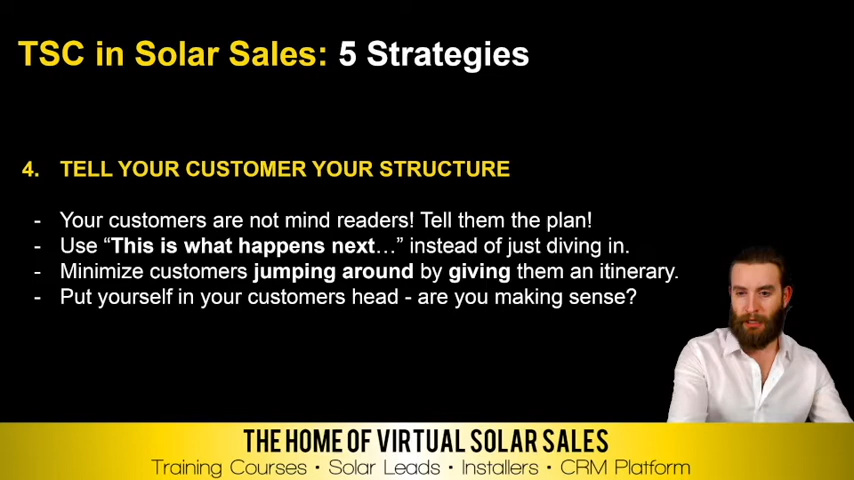 TSC in Solar Sales: 5 Strategies
4. TELL YOUR CUSTOMER YOUR STRUCTURE
- Your customers are not mind readers! Tell them the plan!
- Use “This is what happens next…” instead of just diving in.
- Minimize customers jumping around by giving them an itinerary.
- Put yourself in your customers head - are you making sense?
THE HOME OF VIRTUAL SOLAR SALES
Training Courses • Solar Leads • Installers • CRM Platform